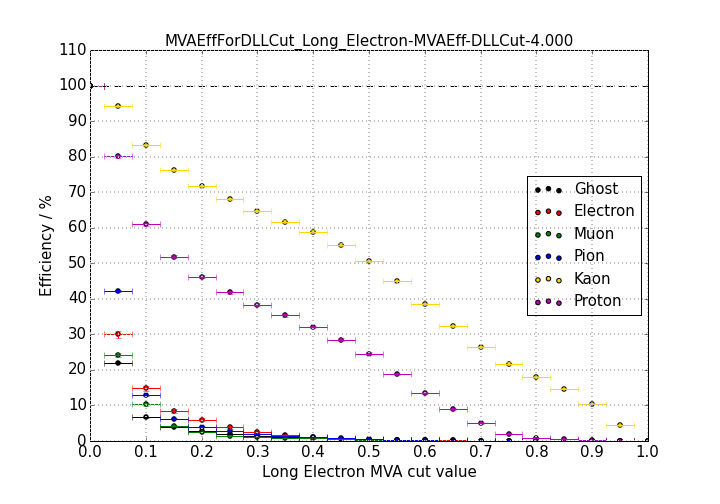 MVAEffForDLLCut_Long_Electron-MVAEff-DLLCut-4.000
110
100
90
80
70
60
50
40
30
20
10
0
Efficiency / %
Ghost
Electron
Muon
Pion
Kaon
Proton
0.0 0.1 0.2 0.3 0.4 0.5 0.6 0.7 0.8 0.9 1.0
Long Electron MVA cut value